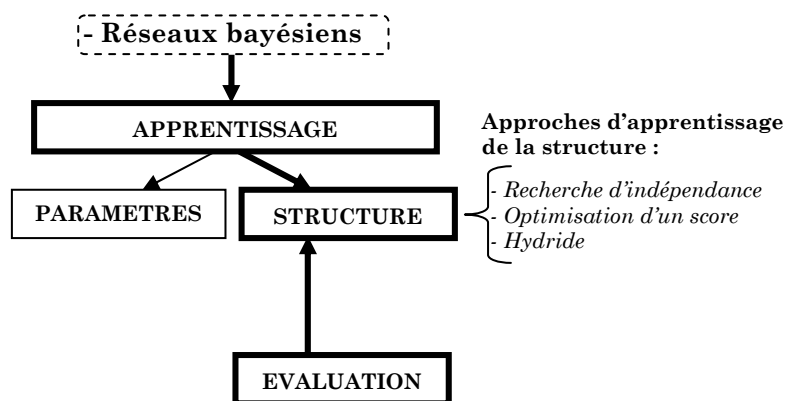 - Réseaux bayésiens
APPRENTISSAGE
Approches d'apprentissage
de la structure :
PARAMETRES
STRUCTURE
- Recherche d'indépendance
- Optimisation d'un score
- Hydride
EVALUATION